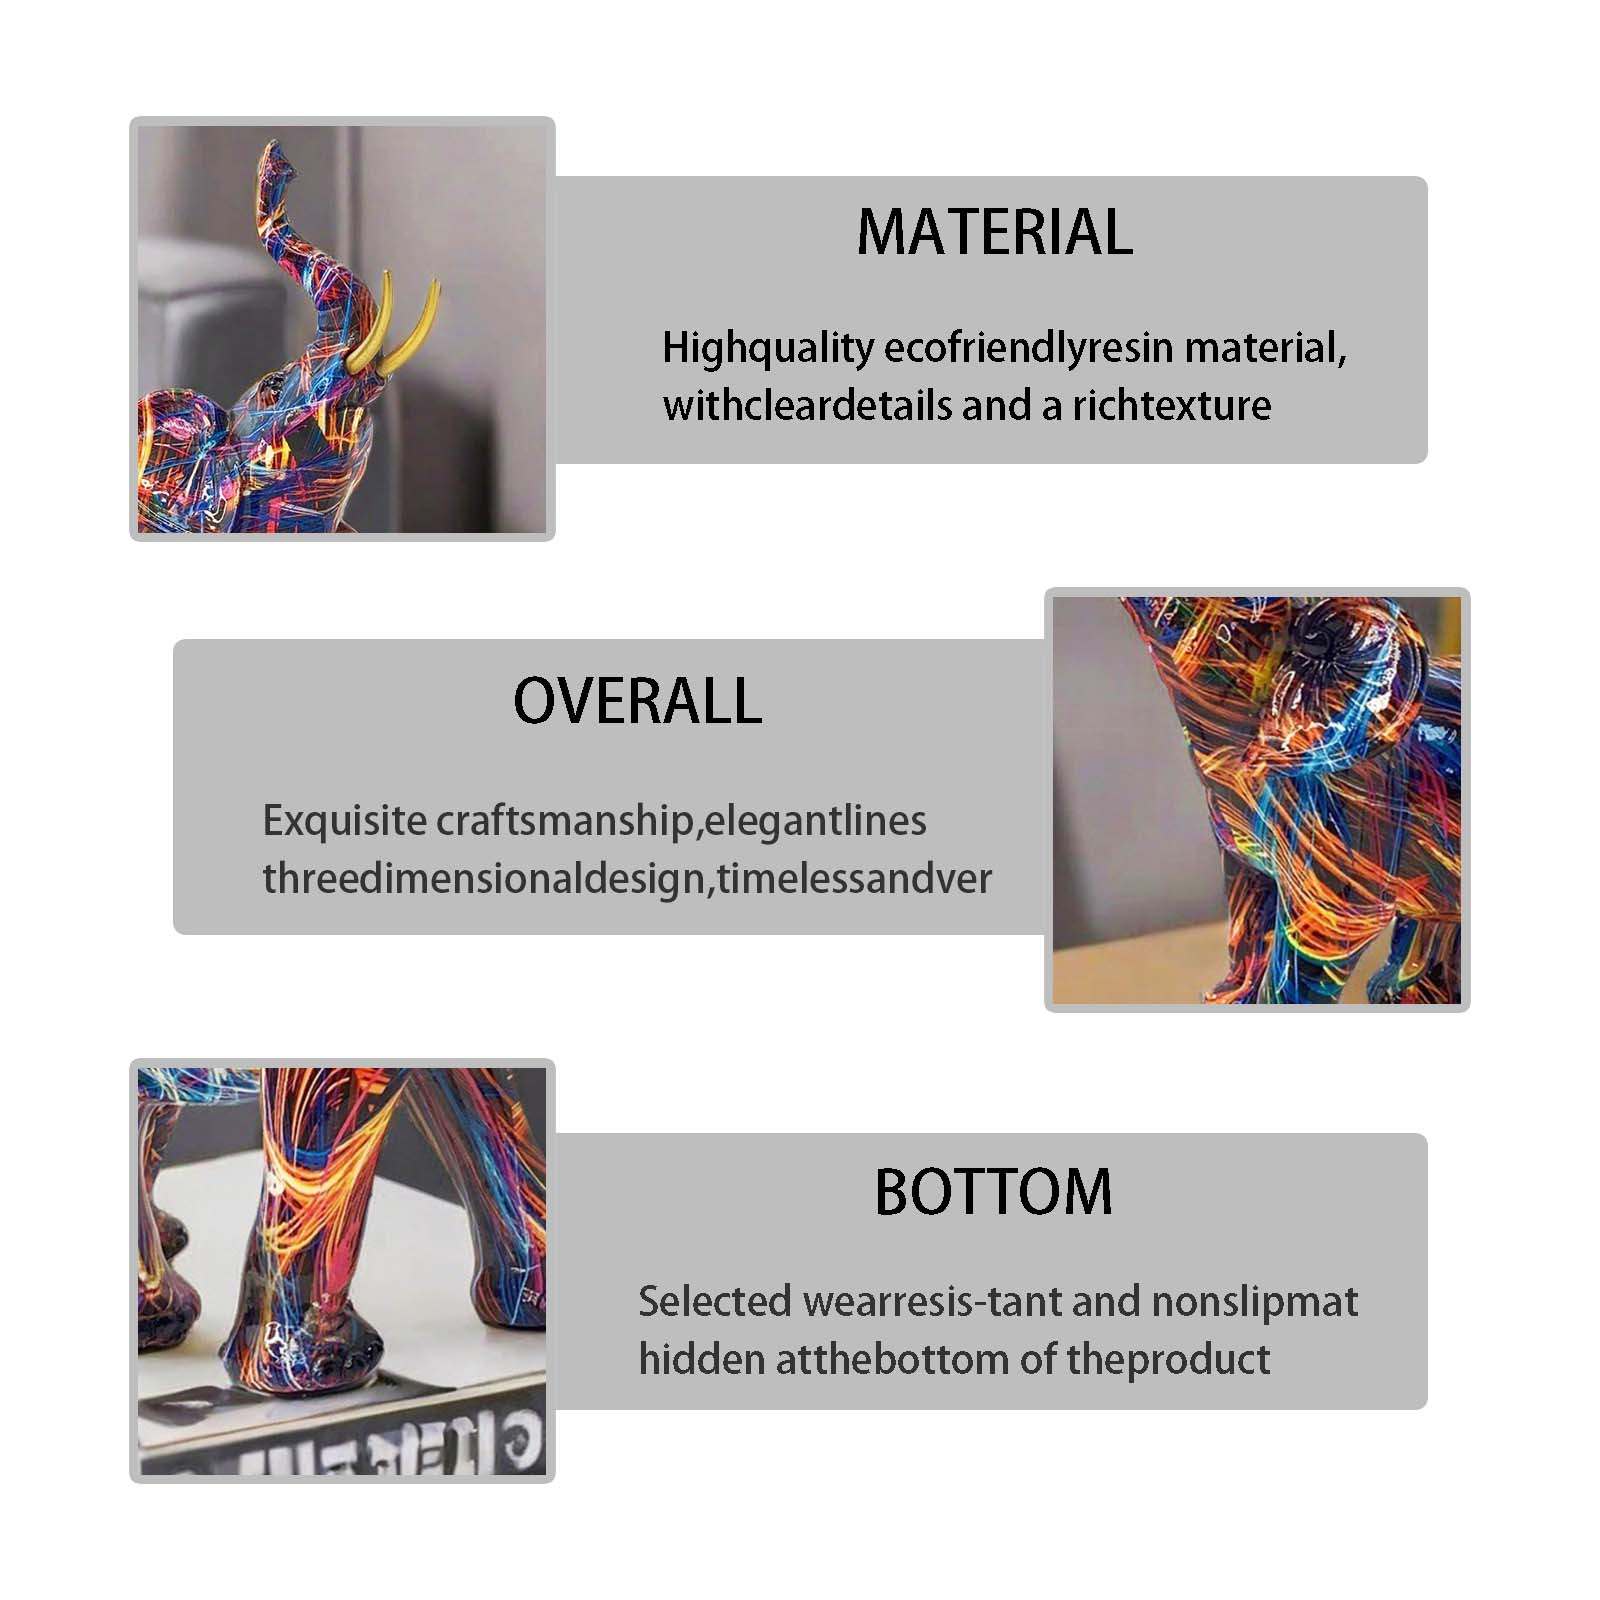 MATERIAL
Highquality ecofriendlyresin material,
withcleardetails and a richtexture
OVERALL
Exquisite craftsmanship,elegantlines
threedimensionaldesign,timelessandver
BOTTOM
Selected wearresis-tant and nonslipmat
hidden atthebottom of theproduct